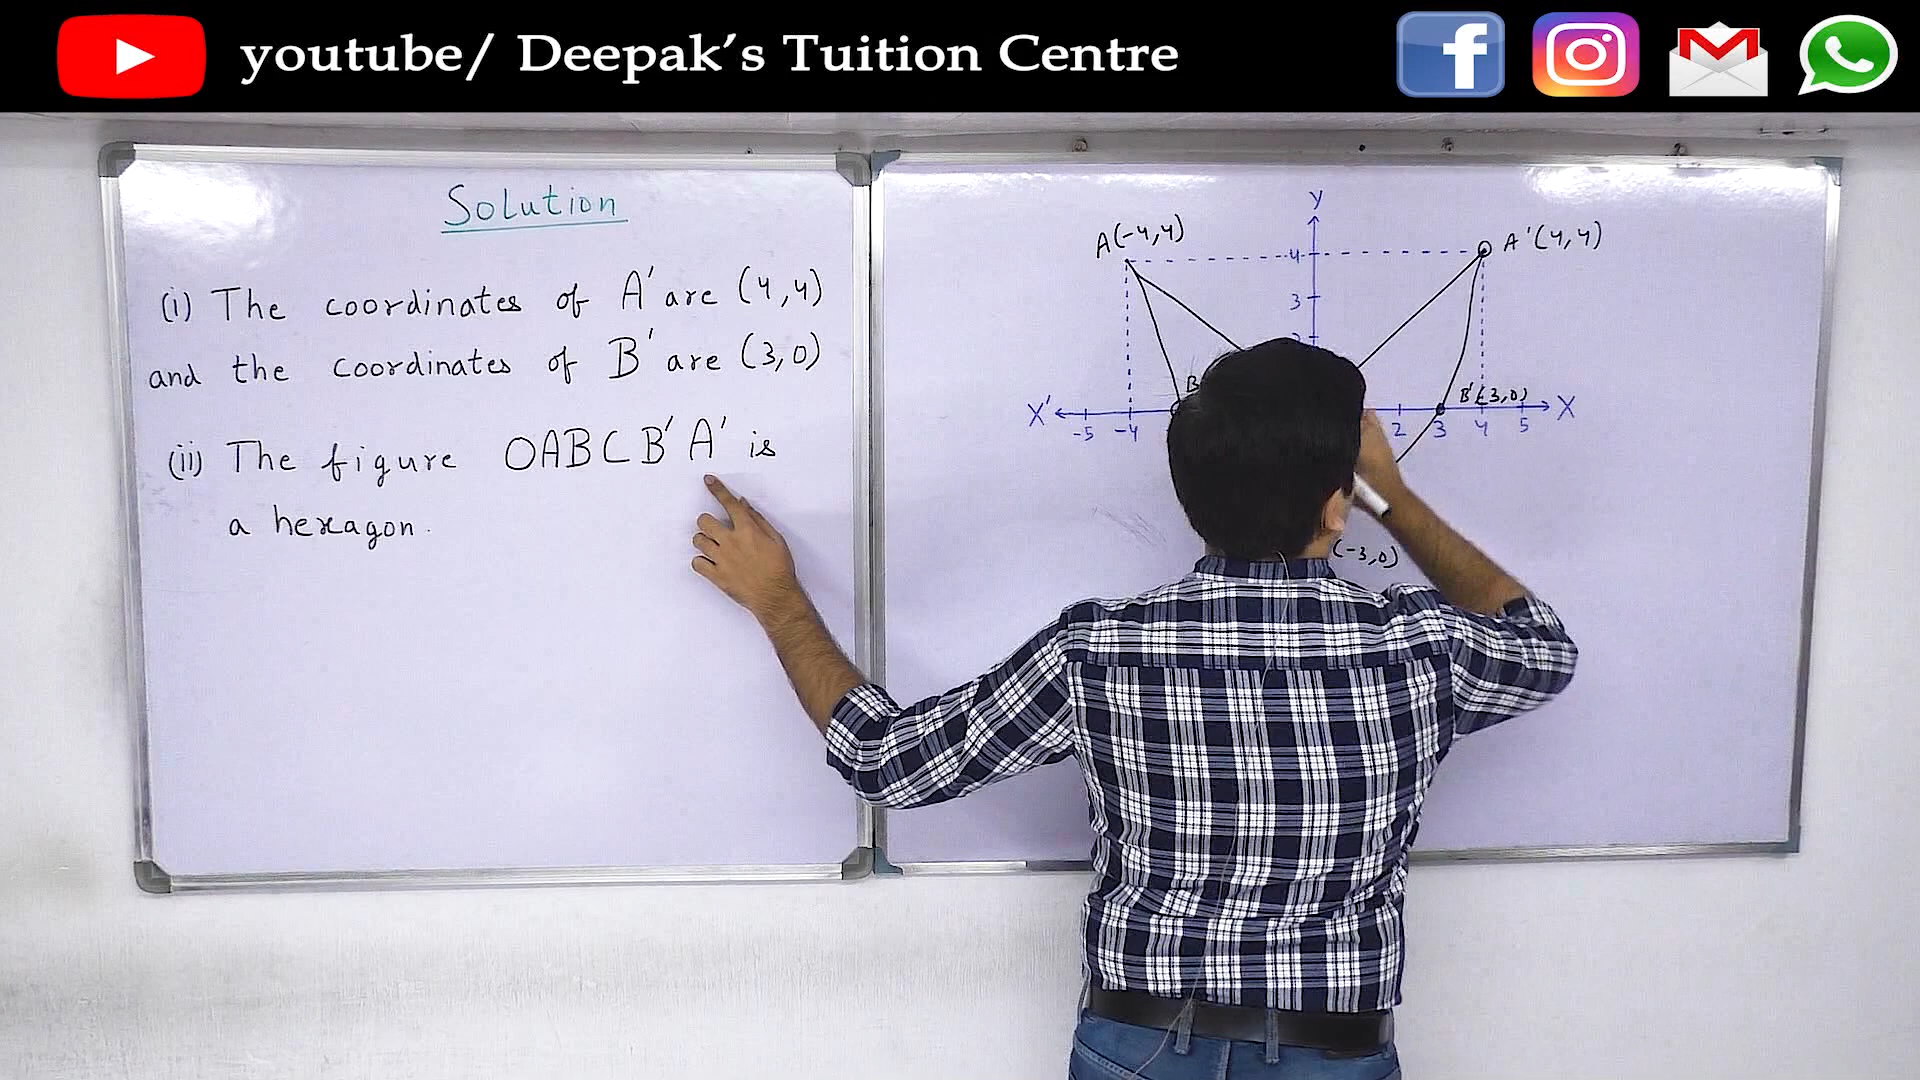 youtube/ Deepak's Tuition Centre
Solution
(i) The coordinates of A' are (4,4)
and the coordinates of B' are (3,0)
(ii) The figure OABCB'A' is
a hexagon.
Y
A(-4,4)
4
A'(4,4)
3
2
B
B'(3,0)
X'
X
-5 -4 2 3 4 5
(-3,0)